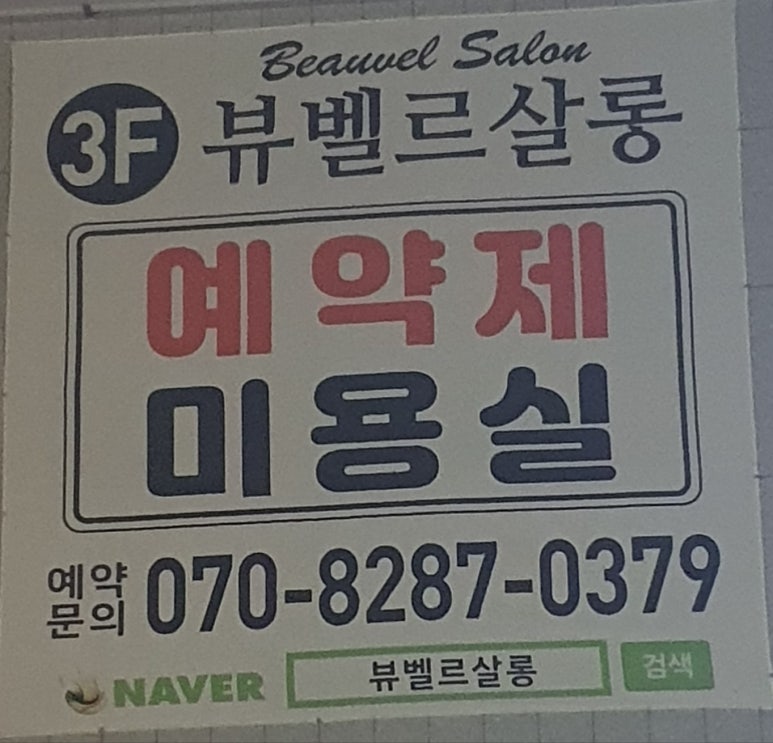 Beauvel Salon
3F 뷰벨르살롱
예약제
미용실
예약
문의 070-8287-0379
NAVER 뷰벨르살롱 검색